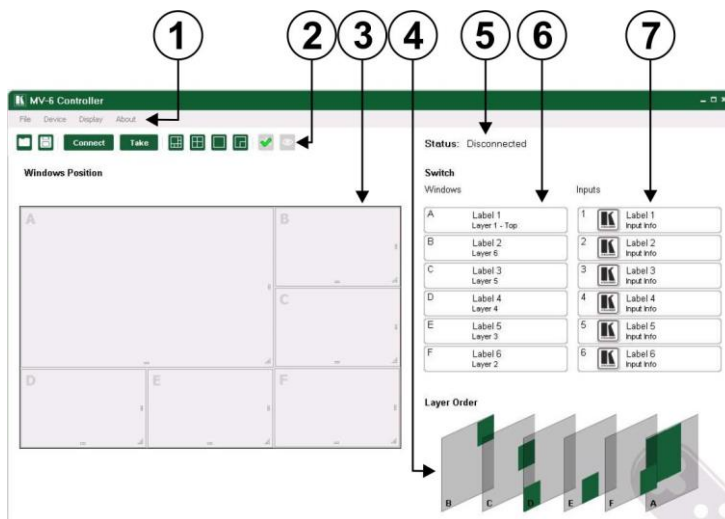 1 2 3 4 5 6 7
MV-6 Controller
File Device Display About
Connect Take
Status: Disconnected
Windows Position
Switch
Windows Inputs
A
B
C
D
E
F
A Label 1
Layer 1 - Top
B Label 2
Layer 6
C Label 3
Layer 5
D Label 4
Layer 4
E Label 5
Layer 3
F Label 6
Layer 2
1 K Label 1
Input Info
2 K Label 2
Input Info
3 K Label 3
Input Info
4 K Label 4
Input Info
5 K Label 5
Input Info
6 K Label 6
Input Info
Layer Order
B C D E F A